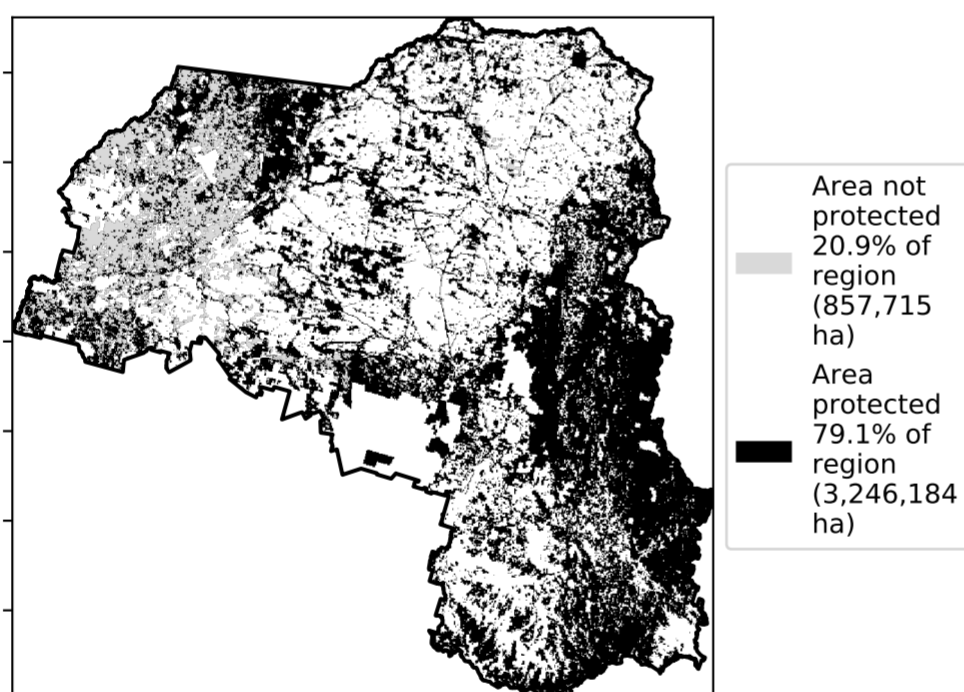 Area not
protected
20.9% of
region
(857,715
ha)
Area
protected
79.1% of
region
(3,246,184
ha)